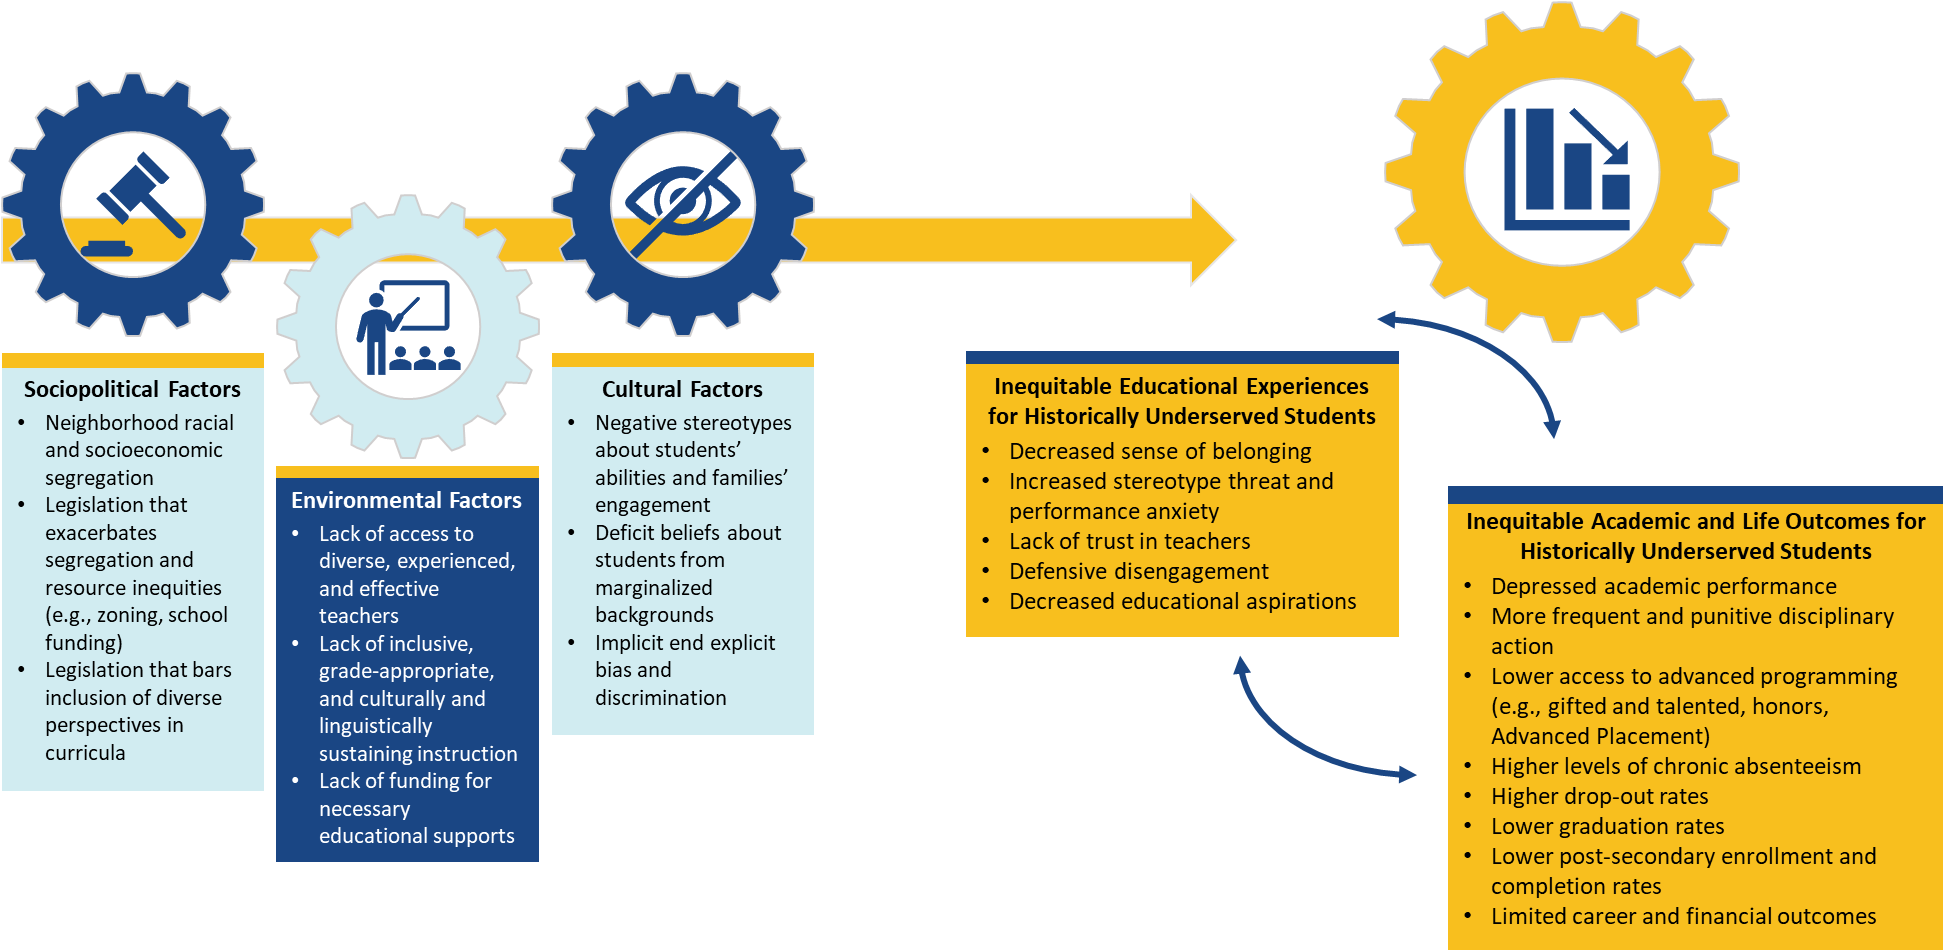 Sociopolitical Factors
• Neighborhood racial
and socioeconomic
segregation
• Legislation that
exacerbates
segregation and
resource inequities
(e.g., zoning, school
funding)
• Legislation that bars
inclusion of diverse
perspectives in
curricula
Environmental Factors
• Lack of access to
diverse, experienced,
and effective
teachers
• Lack of inclusive,
grade-appropriate,
and culturally and
linguistically
sustaining instruction
• Lack of funding for
necessary
educational supports
Cultural Factors
• Negative stereotypes
about students’
abilities and families’
engagement
• Deficit beliefs about
students from
marginalized
backgrounds
• Implicit end explicit
bias and
discrimination
Inequitable Educational Experiences
for Historically Underserved Students
• Decreased sense of belonging
• Increased stereotype threat and
performance anxiety
• Lack of trust in teachers
• Defensive disengagement
• Decreased educational aspirations
Inequitable Academic and Life Outcomes for
Historically Underserved Students
• Depressed academic performance
• More frequent and punitive disciplinary
action
• Lower access to advanced programming
(e.g., gifted and talented, honors,
Advanced Placement)
• Higher levels of chronic absenteeism
• Higher drop-out rates
• Lower graduation rates
• Lower post-secondary enrollment and
completion rates
• Limited career and financial outcomes